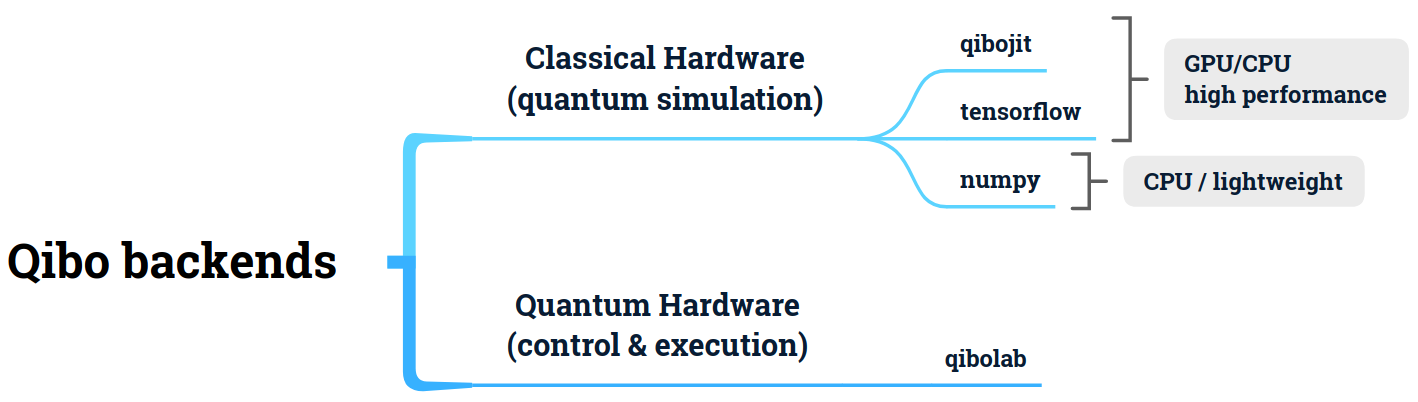 Qibo backends
Classical Hardware
(quantum simulation)
qibojit
tensorflow
numpy
GPU/CPU
high performance
CPU / lightweight
Quantum Hardware
(control & execution)
qibolab